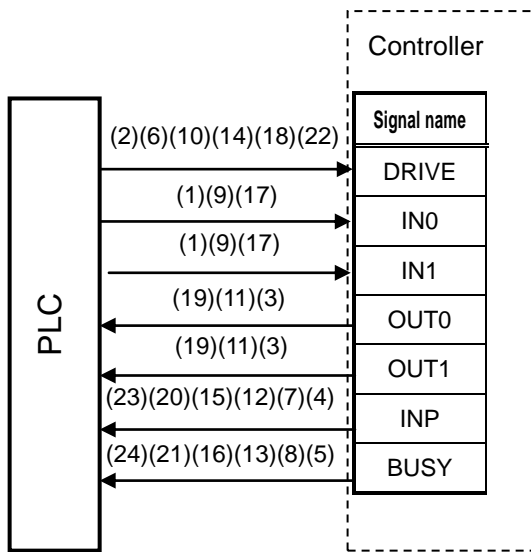 Controller
Signal name
(2)(6)(10)(14)(18)(22)
DRIVE
(1)(9)(17)
IN0
(1)(9)(17)
IN1
(19)(11)(3)
OUT0
(19)(11)(3)
OUT1
(23)(20)(15)(12)(7)(4)
INP
(24)(21)(16)(13)(8)(5)
BUSY
PLC